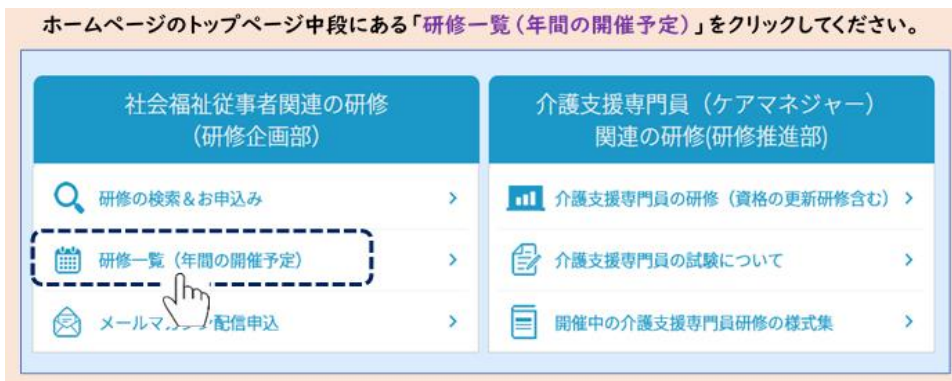 ホームページのトップページ中段にある「研修一覧（年間の開催予定）」をクリックしてください。
社会福祉従事者関連の研修
（研修企画部）
研修の検索＆お申込み
研修一覧（年間の開催予定）
メールマガジン配信申込
介護支援専門員（ケアマネジャー）
関連の研修(研修推進部)
介護支援専門員の研修（資格の更新研修含む）
介護支援専門員の試験について
開催中の介護支援専門員研修の様式集